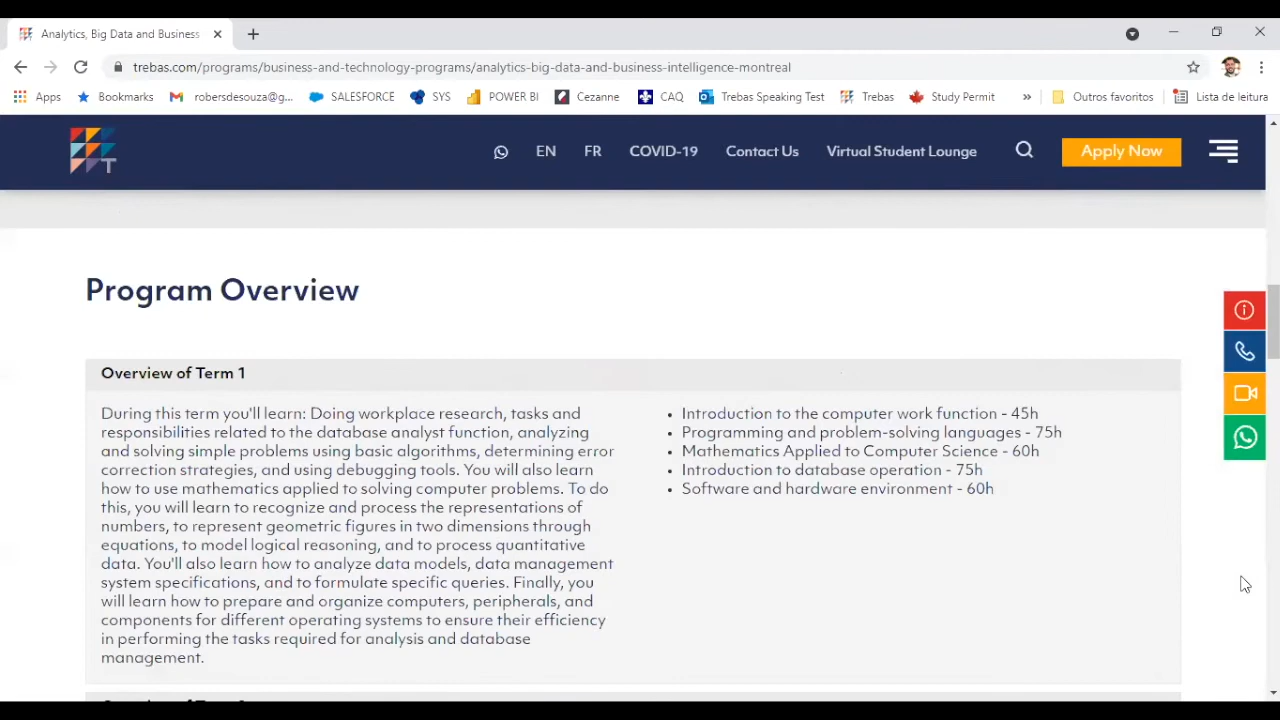 Analytics, Big Data and Business
trebas.com/programs/business-and-technology-programs/analytics-big-data-and-business-intelligence-montreal
Apps Bookmarks robersdesouza@g... SALESFORCE SYS POWER BI Cezanne CAQ Trebas Speaking Test Trebas Study Permit » Outros favoritos Lista de leitura
T EN FR COVID-19 Contact Us Virtual Student Lounge Apply Now
Program Overview
Overview of Term 1
During this term you'll learn: Doing workplace research, tasks and
responsibilities related to the database analyst function, analyzing
and solving simple problems using basic algorithms, determining error
correction strategies, and using debugging tools. You will also learn
how to use mathematics applied to solving computer problems. To do
this, you will learn to recognize and process the representations of
numbers, to represent geometric figures in two dimensions through
equations, to model logical reasoning, and to process quantitative
data. You'll also learn how to analyze data models, data management
system specifications, and to formulate specific queries. Finally, you
will learn how to prepare and organize computers, peripherals, and
components for different operating systems to ensure their efficiency
in performing the tasks required for analysis and database
management.
• Introduction to the computer work function - 45h
• Programming and problem-solving languages - 75h
• Mathematics Applied to Computer Science - 60h
• Introduction to database operation - 75h
• Software and hardware environment - 60h